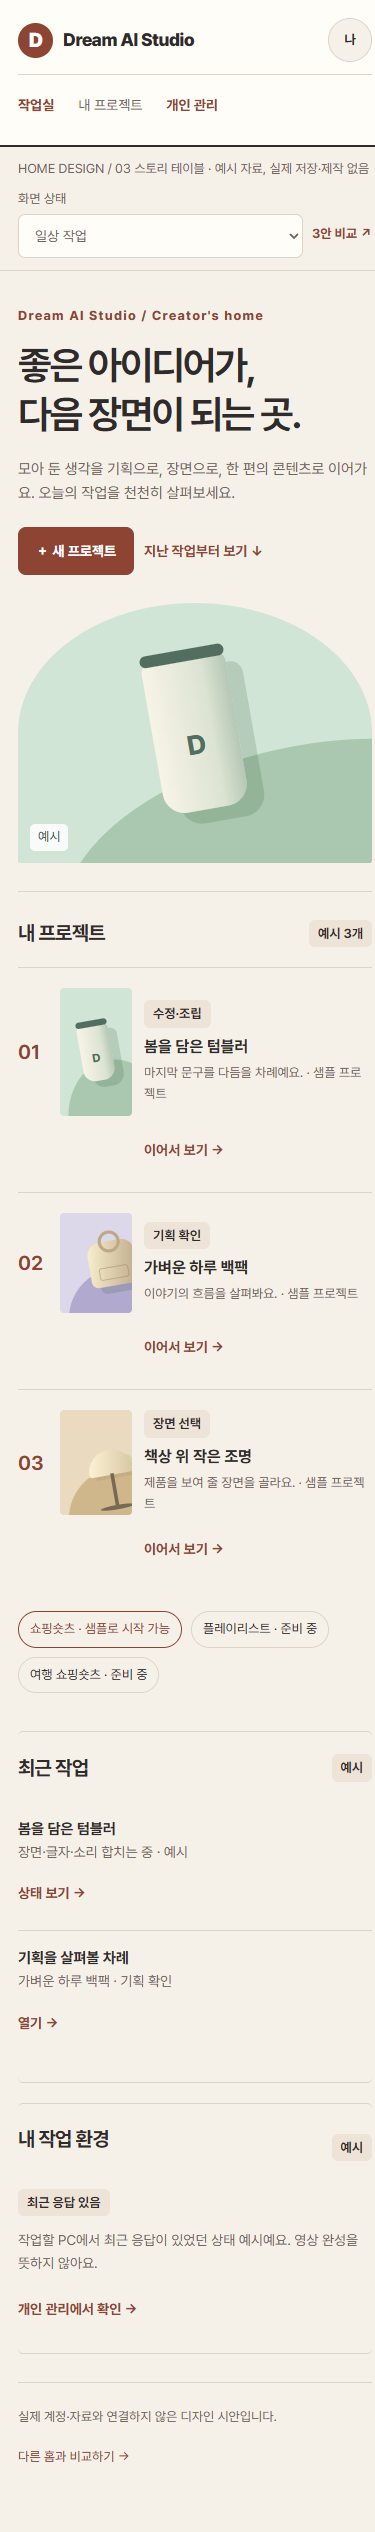 D Dream AI Studio 나
작업실 내 프로젝트 개인 관리
HOME DESIGN / 03 스토리 테이블 · 예시 자료, 실제 저장·제작 없음
화면 상태
일상 작업 3안 비교 ↗
Dream AI Studio / Creator's home
좋은 아이디어가,
다음 장면이 되는 곳.
모아 둔 생각을 기획으로, 장면으로, 한 편의 콘텐츠로 이어가
요. 오늘의 작업을 천천히 살펴보세요.
+ 새 프로젝트 지난 작업부터 보기 ↓
D
예시
내 프로젝트 예시 3개
01
D
수정·조립
봄을 담은 텀블러
마지막 문구를 다듬을 차례예요. · 샘플 프로
젝트
이어서 보기 →
02
기획 확인
가벼운 하루 백팩
이야기의 흐름을 살펴봐요. · 샘플 프로젝트
이어서 보기 →
03
장면 선택
책상 위 작은 조명
제품을 보여 줄 장면을 골라요. · 샘플 프로젝
트
이어서 보기 →
쇼핑숏츠 · 샘플로 시작 가능 플레이리스트 · 준비 중
여행 쇼핑숏츠 · 준비 중
최근 작업 예시
봄을 담은 텀블러
장면·글자·소리 합치는 중 · 예시
상태 보기 →
기획을 살펴볼 차례
가벼운 하루 백팩 · 기획 확인
열기 →
내 작업 환경 예시
최근 응답 있음
작업할 PC에서 최근 응답이 있었던 상태 예시예요. 영상 완성을
뜻하지 않아요.
개인 관리에서 확인 →
실제 계정·자료와 연결하지 않은 디자인 시안입니다.
다른 홈과 비교하기 →